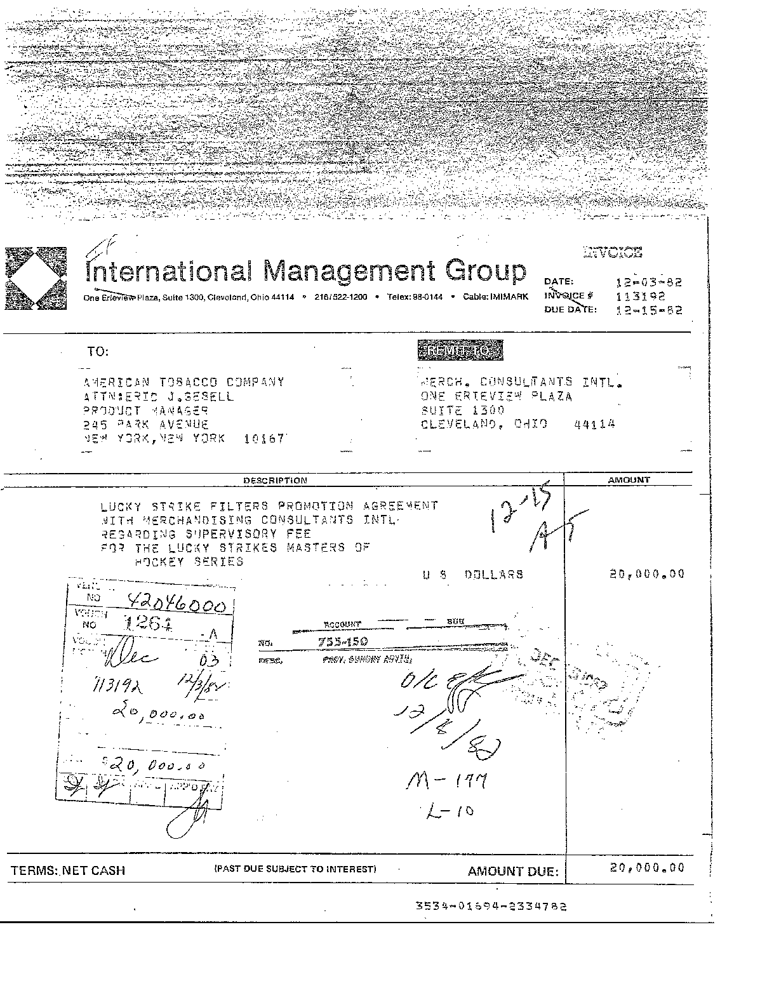 INVOICE
International Management Group
One Erieview Plaza, Suite 1300, Cleveland, Ohio 44114 • 216/522-1200 • Telex: 98-0144 • Cable: IMIMARK
DATE: 12-03-82
INVOICE # 113192
DUE DATE: 12-15-82
TO:
REMIT TO:
AMERICAN TOBACCO COMPANY
ATTN:ERIC J.GESELL
PRODUCT MANAGER
245 PARK AVENUE
NEW YORK,NEW YORK 10167
MERCH. CONSULTANTS INTL.
ONE ERIEVIEW PLAZA
SUITE 1300
CLEVELAND, OHIO 44114
DESCRIPTION AMOUNT
LUCKY STRIKE FILTERS PROMOTION AGREEMENT
WITH MERCHANDISING CONSULTANTS INTL.
REGARDING SUPERVISORY FEE
FOR THE LUCKY STRIKES MASTERS OF
HOCKEY SERIES
12-15
U S DOLLARS 20,000.00
NO 42046000
VOUCH NO 1261 A
Dec 03
113192 12/3/82
20,000.00
$20,000.00
ACCOUNT SUB
NO. 755-150
DESC.
DEC
O/C
12/8/82
M-177
L-10
TERMS: NET CASH (PAST DUE SUBJECT TO INTEREST) AMOUNT DUE: 20,000.00
3534-01694-2334782